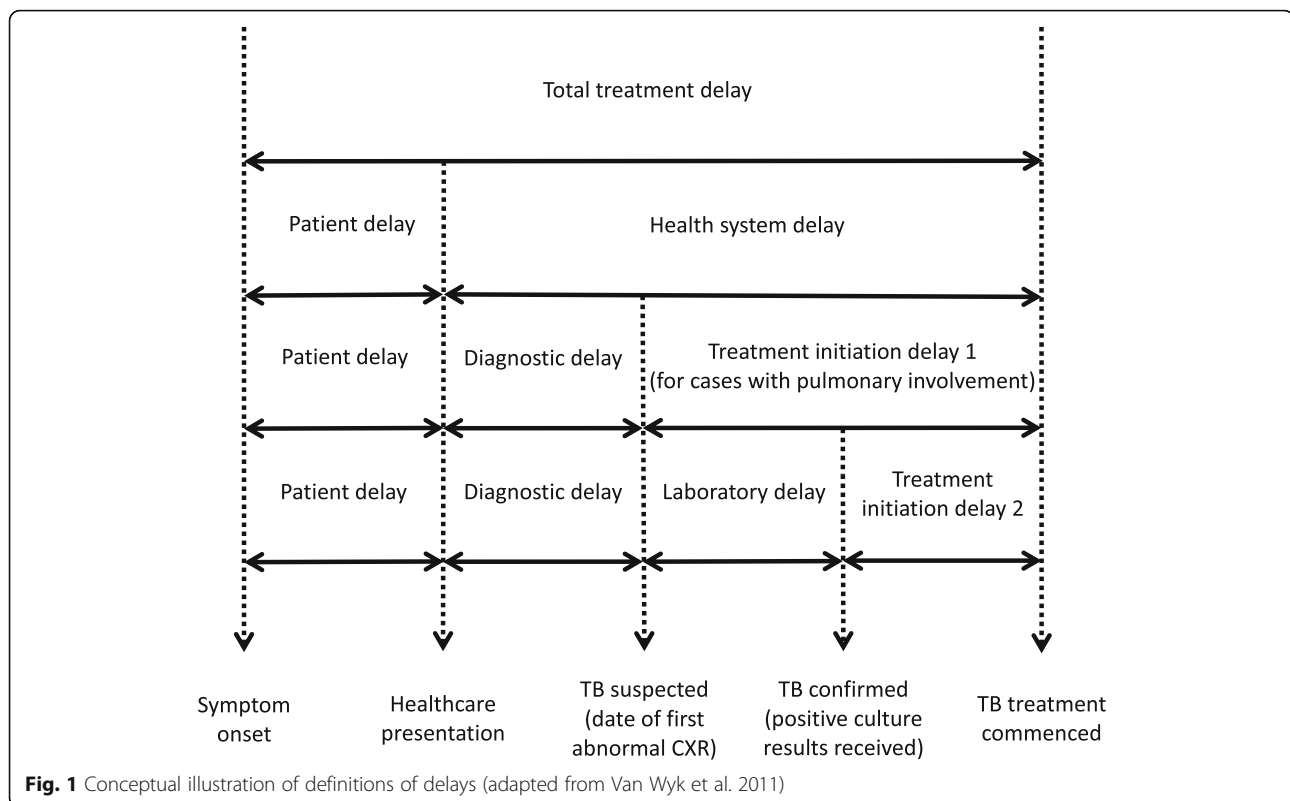 Total treatment delay
Patient delay
Health system delay
Patient delay
Diagnostic delay
Treatment initiation delay 1
(for cases with pulmonary involvement)
Patient delay
Diagnostic delay
Laboratory delay
Treatment
initiation delay 2
Symptom
onset
Healthcare
presentation
TB suspected
(date of first
abnormal CXR)
TB confirmed
(positive culture
results received)
TB treatment
commenced
Fig. 1 Conceptual illustration of definitions of delays (adapted from Van Wyk et al. 2011)